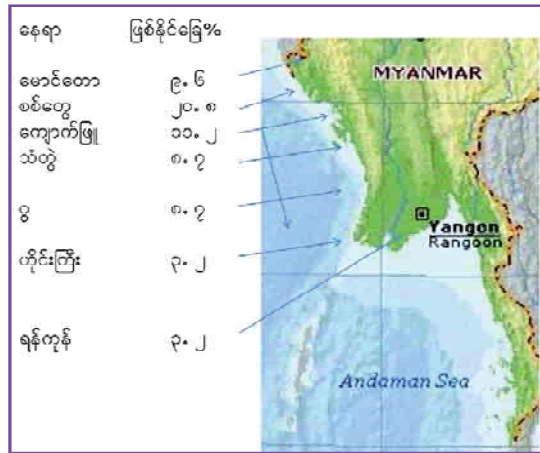 နေရာ ဖြစ်နိုင်ခြေ%
မောင်တော ၉.၆
စစ်တွေ ၂၀.၈
ကျောက်ဖြူ ၁၁.၂
သံတွဲ ၈.၇
ဂွ ၈.၇
ဟိုင်းကြီး ၃.၂
ရန်ကုန် ၃.၂
MYANMAR
Yangon
Rangoon
Andaman Sea